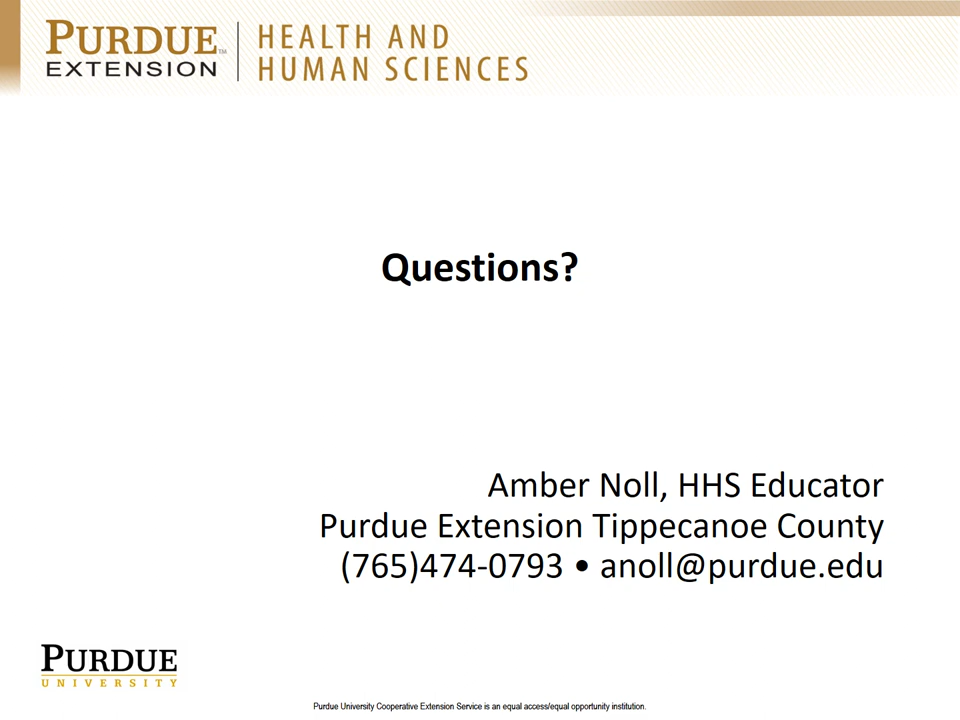 PURDUE™
EXTENSION
HEALTH AND
HUMAN SCIENCES
Questions?
Amber Noll, HHS Educator
Purdue Extension Tippecanoe County
(765)474-0793 • anoll@purdue.edu
PURDUE
UNIVERSITY
Purdue University Cooperative Extension Service is an equal access/equal opportunity institution.